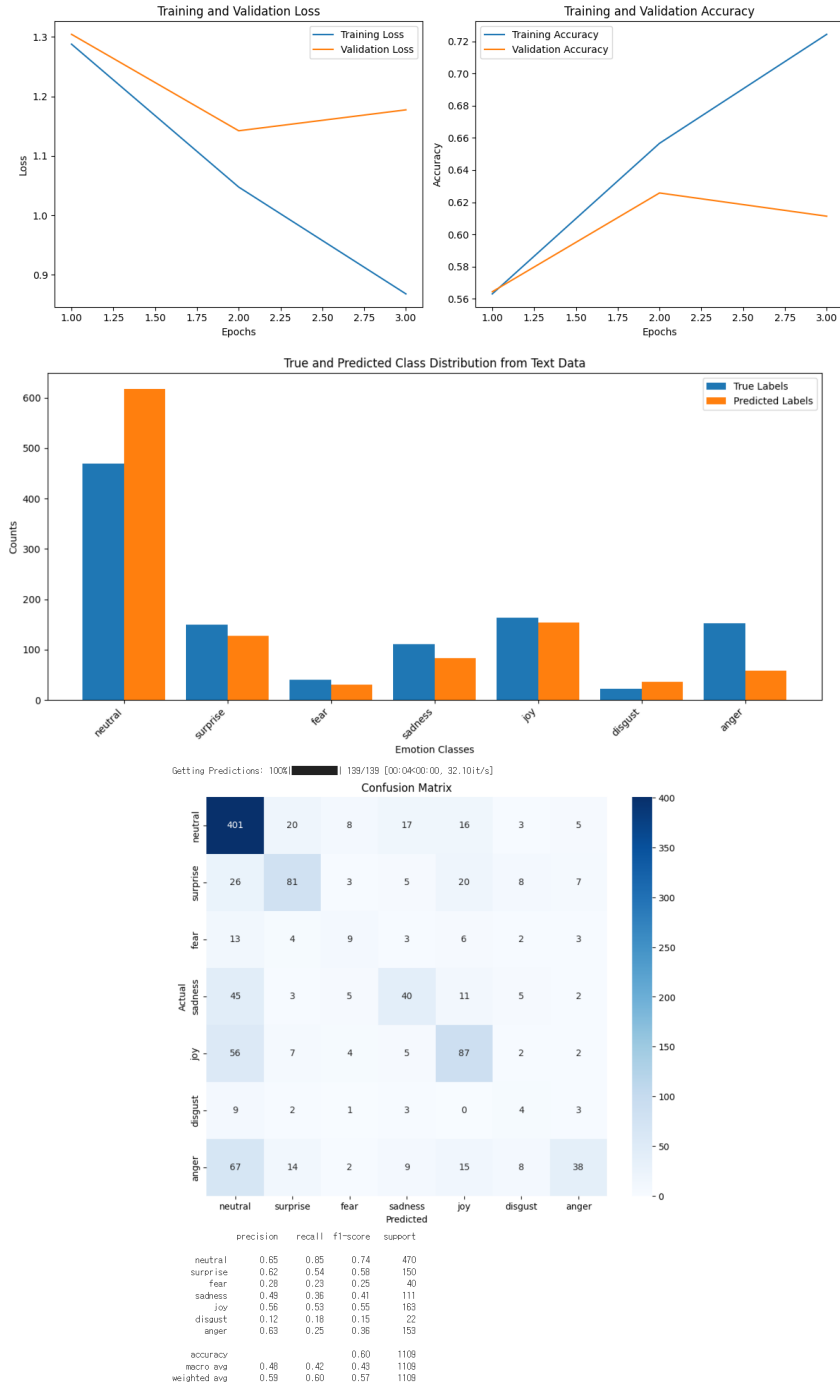 Training and Validation Loss
Training Loss
Validation Loss
1.3
1.2
1.1
1.0
0.9
Loss
1.00 1.25 1.50 1.75 2.00 2.25 2.50 2.75 3.00
Epochs
Training and Validation Accuracy
Training Accuracy
Validation Accuracy
0.72
0.70
0.68
0.66
0.64
0.62
0.60
0.58
0.56
Accuracy
1.00 1.25 1.50 1.75 2.00 2.25 2.50 2.75 3.00
Epochs
True and Predicted Class Distribution from Text Data
True Labels
Predicted Labels
600
500
400
300
200
100
0
Counts
neutral surprise fear sadness joy disgust anger
Emotion Classes
Getting Predictions: 100%| | 139/139 [00:04<00:00, 32.10it/s]
Confusion Matrix
neutral 401 20 8 17 16 3 5
surprise 26 81 3 5 20 8 7
fear 13 4 9 3 6 2 3
sadness 45 3 5 40 11 5 2
joy 56 7 4 5 87 2 2
disgust 9 2 1 3 0 4 3
anger 67 14 2 9 15 8 38
Actual
neutral surprise fear sadness joy disgust anger
Predicted
400
350
300
250
200
150
100
50
0
precision recall f1-score support
neutral 0.65 0.85 0.74 470
surprise 0.62 0.54 0.58 150
fear 0.28 0.23 0.25 40
sadness 0.49 0.36 0.41 111
joy 0.56 0.53 0.55 163
disgust 0.12 0.18 0.15 22
anger 0.63 0.25 0.36 153
accuracy 0.60 1109
macro avg 0.48 0.42 0.43 1109
weighted avg 0.59 0.60 0.57 1109